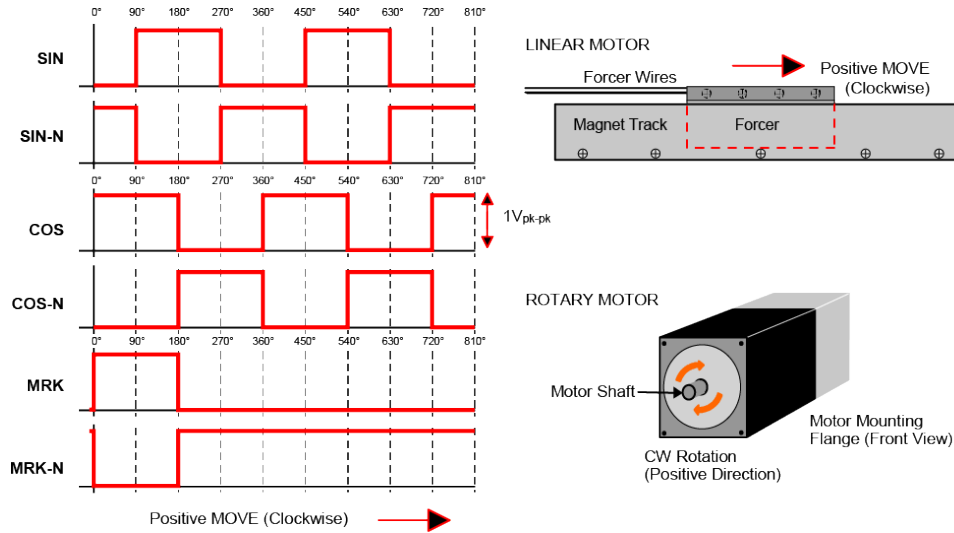 0° 90° 180° 270° 360° 450° 540° 630° 720° 810°
SIN
SIN-N
0° 90° 180° 270° 360° 450° 540° 630° 720° 810°
COS
1Vpk-pk
COS-N
0° 90° 180° 270° 360° 450° 540° 630° 720° 810°
MRK
MRK-N
Positive MOVE (Clockwise)
LINEAR MOTOR
Forcer Wires
Positive MOVE
(Clockwise)
Magnet Track
Forcer
ROTARY MOTOR
Motor Shaft
Motor Mounting
Flange (Front View)
CW Rotation
(Positive Direction)